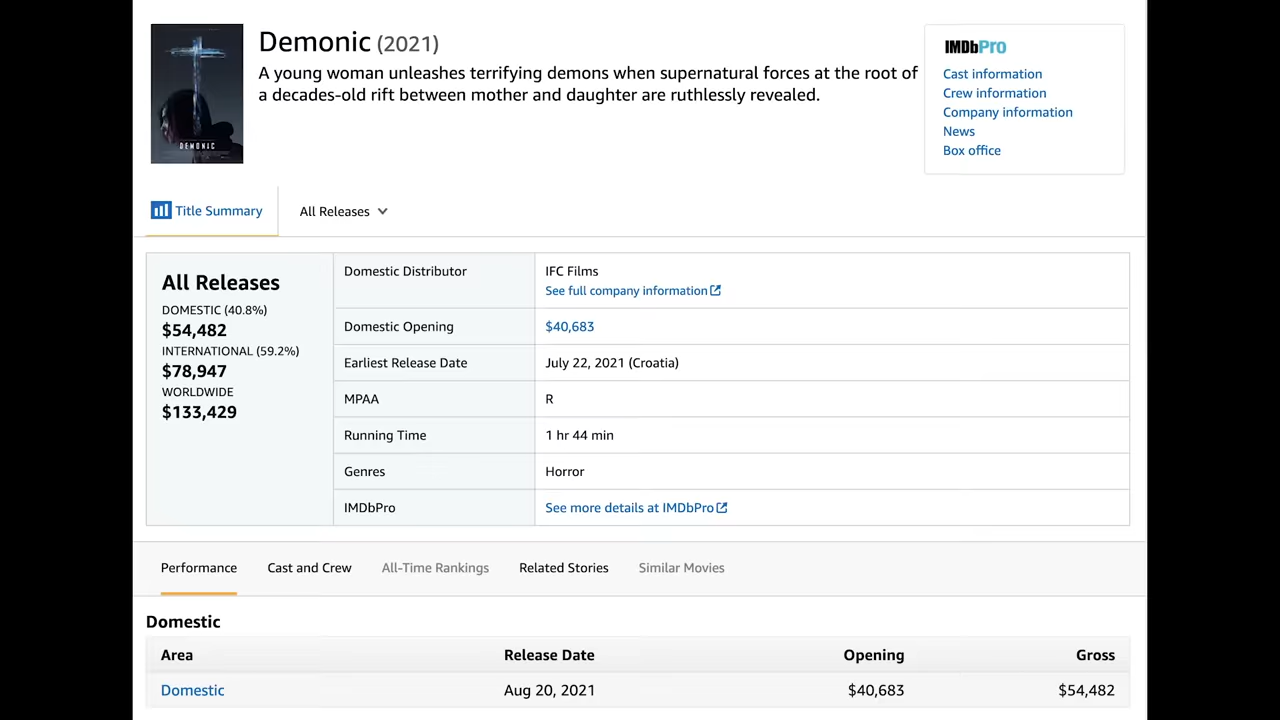 Demonic (2021)
A young woman unleashes terrifying demons when supernatural forces at the root of
a decades-old rift between mother and daughter are ruthlessly revealed.
DEMONIC
IMDbPro
Cast information
Crew information
Company information
News
Box office
Title Summary
All Releases
All Releases
DOMESTIC (40.8%)
$54,482
INTERNATIONAL (59.2%)
$78,947
WORLDWIDE
$133,429
Domestic Distributor
IFC Films
See full company information
Domestic Opening
$40,683
Earliest Release Date
July 22, 2021 (Croatia)
MPAA
R
Running Time
1 hr 44 min
Genres
Horror
IMDbPro
See more details at IMDbPro
Performance
Cast and Crew
All-Time Rankings
Related Stories
Similar Movies
Domestic
Area Release Date Opening Gross
Domestic Aug 20, 2021 $40,683 $54,482